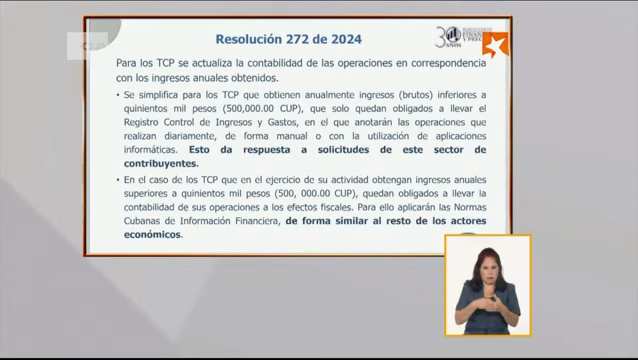 Resolución 272 de 2024
30
AÑOS
Para los TCP se actualiza la contabilidad de las operaciones en correspondencia
con los ingresos anuales obtenidos.
• Se simplifica para los TCP que obtienen anualmente ingresos (brutos) inferiores a
quinientos mil pesos (500,000.00 CUP), que solo quedan obligados a llevar el
Registro Control de Ingresos y Gastos, en el que anotarán las operaciones que
realizan diariamente, de forma manual o con la utilización de aplicaciones
informáticas. Esto da respuesta a solicitudes de este sector de
contribuyentes.
• En el caso de los TCP que en el ejercicio de su actividad obtengan ingresos anuales
superiores a quinientos mil pesos (500, 000.00 CUP), quedan obligados a llevar la
contabilidad de sus operaciones a los efectos fiscales. Para ello aplicarán las Normas
Cubanas de Información Financiera, de forma similar al resto de los actores
económicos.